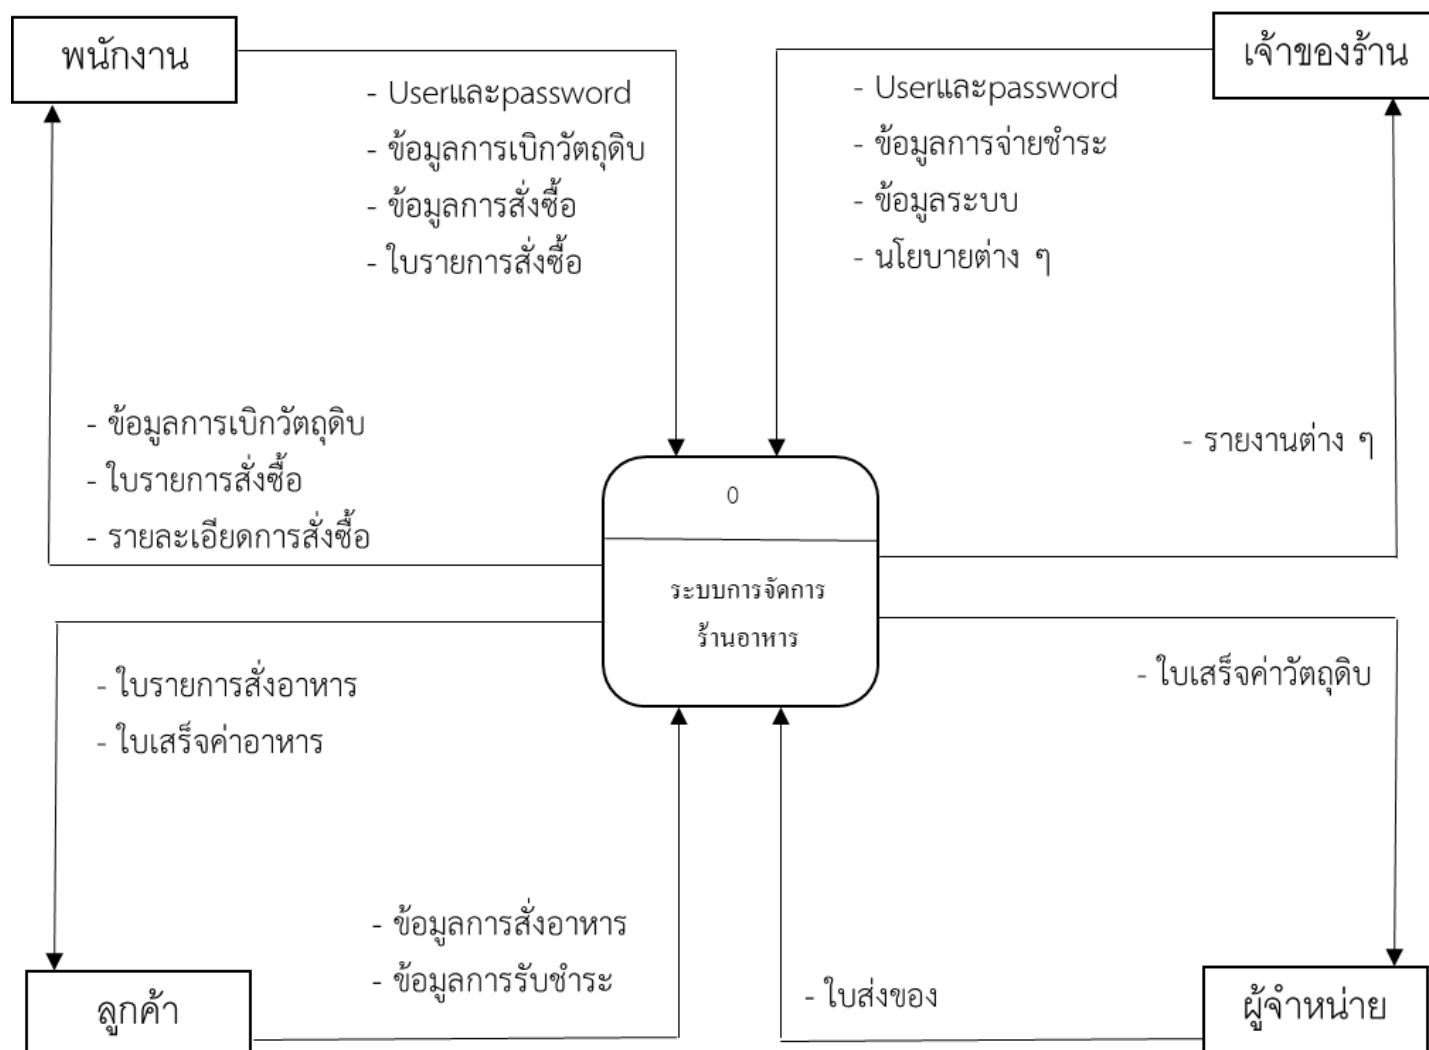 พนักงาน
เจ้าของร้าน
- Userและpassword
- ข้อมูลการเบิกวัตถุดิบ
- ข้อมูลการสั่งซื้อ
- ใบรายการสั่งซื้อ
- Userและpassword
- ข้อมูลการจ่ายชำระ
- ข้อมูลระบบ
- นโยบายต่าง ๆ
- ข้อมูลการเบิกวัตถุดิบ
- ใบรายการสั่งซื้อ
- รายละเอียดการสั่งซื้อ
- รายงานต่าง ๆ
0
ระบบการจัดการ
ร้านอาหาร
- ใบรายการสั่งอาหาร
- ใบเสร็จค่าอาหาร
- ใบเสร็จค่าวัตถุดิบ
- ข้อมูลการสั่งอาหาร
- ข้อมูลการรับชำระ
- ใบส่งของ
ลูกค้า
ผู้จำหน่าย